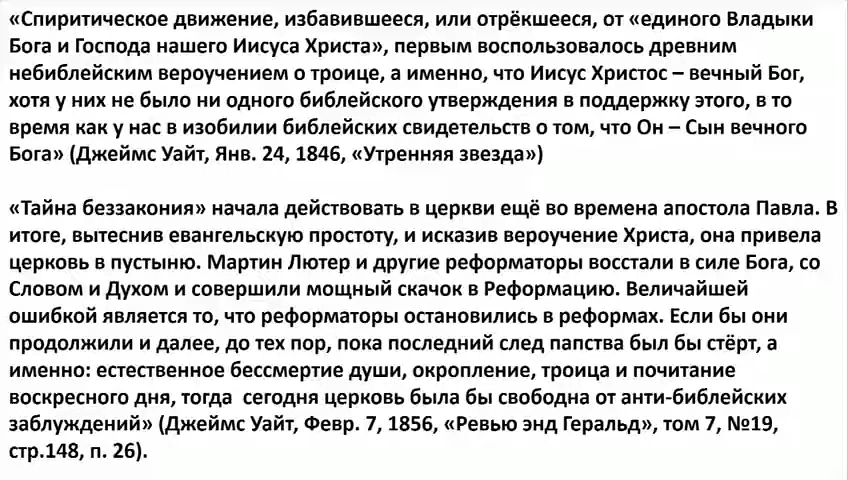 «Спиритическое движение, избавившееся, или отрёкшееся, от «единого Владыки
Бога и Господа нашего Иисуса Христа», первым воспользовалось древним
небиблейским вероучением о троице, а именно, что Иисус Христос – вечный Бог,
хотя у них не было ни одного библейского утверждения в поддержку этого, в то
время как у нас в изобилии библейских свидетельств о том, что Он – Сын вечного
Бога» (Джеймс Уайт, Янв. 24, 1846, «Утренняя звезда»)
«Тайна беззакония» начала действовать в церкви ещё во времена апостола Павла. В
итоге, вытеснив евангельскую простоту, и исказив вероучение Христа, она привела
церковь в пустыню. Мартин Лютер и другие реформаторы восстали в силе Бога, со
Словом и Духом и совершили мощный скачок в Реформацию. Величайшей
ошибкой является то, что реформаторы остановились в реформах. Если бы они
продолжили и далее, до тех пор, пока последний след папства был бы стёрт, а
именно: естественное бессмертие души, окропление, троица и почитание
воскресного дня, тогда  сегодня церковь была бы свободна от анти-библейских
заблуждений» (Джеймс Уайт, Февр. 7, 1856, «Ревью энд Геральд», том 7, №19,
стр.148, п. 26).